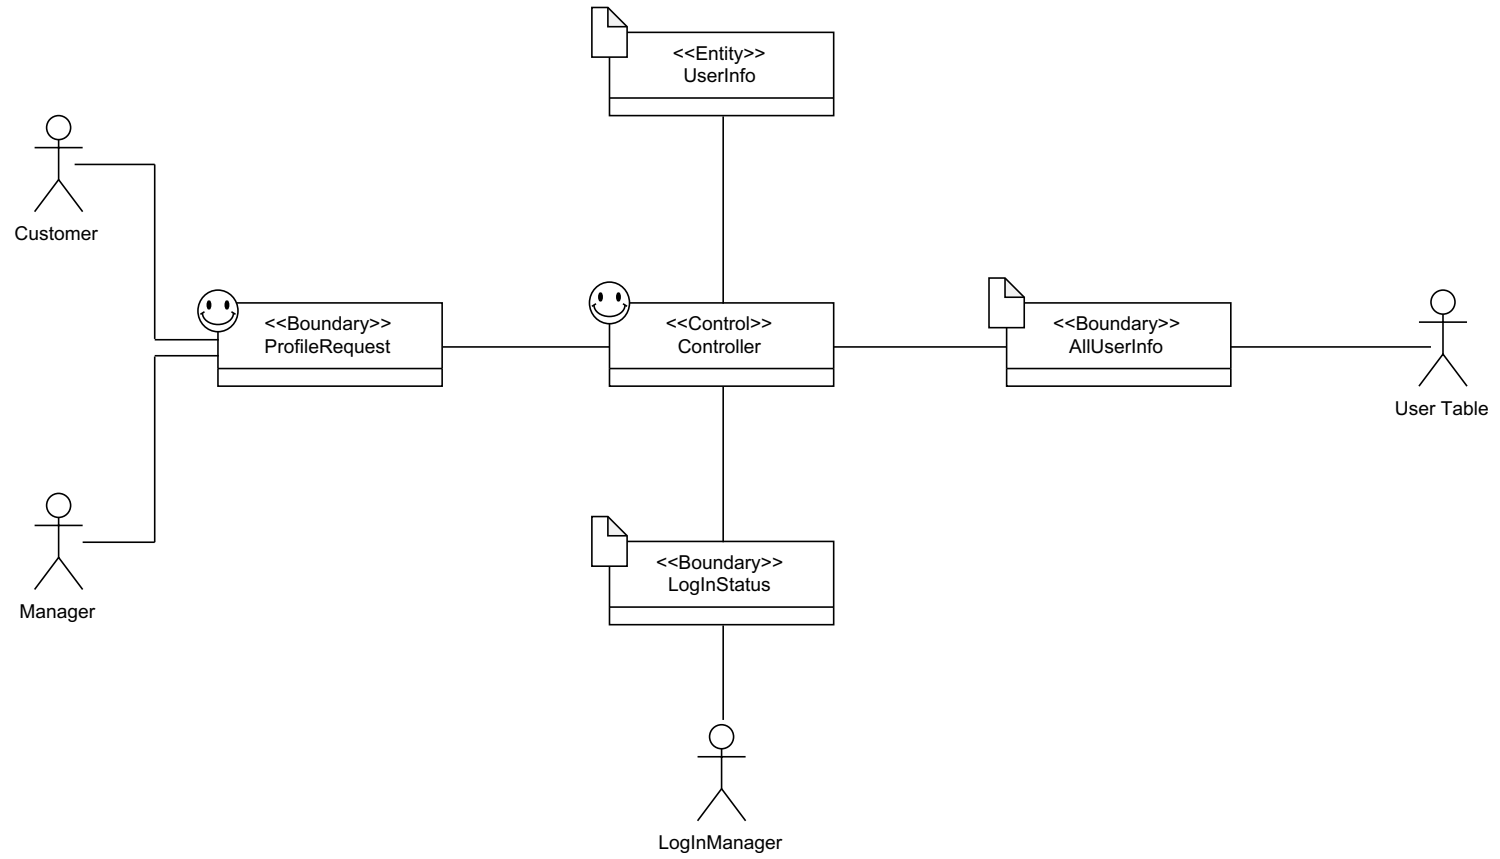 <<Entity>>
UserInfo
Customer
<<Boundary>>
ProfileRequest
<<Control>>
Controller
<<Boundary>>
AllUserInfo
User Table
<<Boundary>>
LogInStatus
Manager
LogInManager